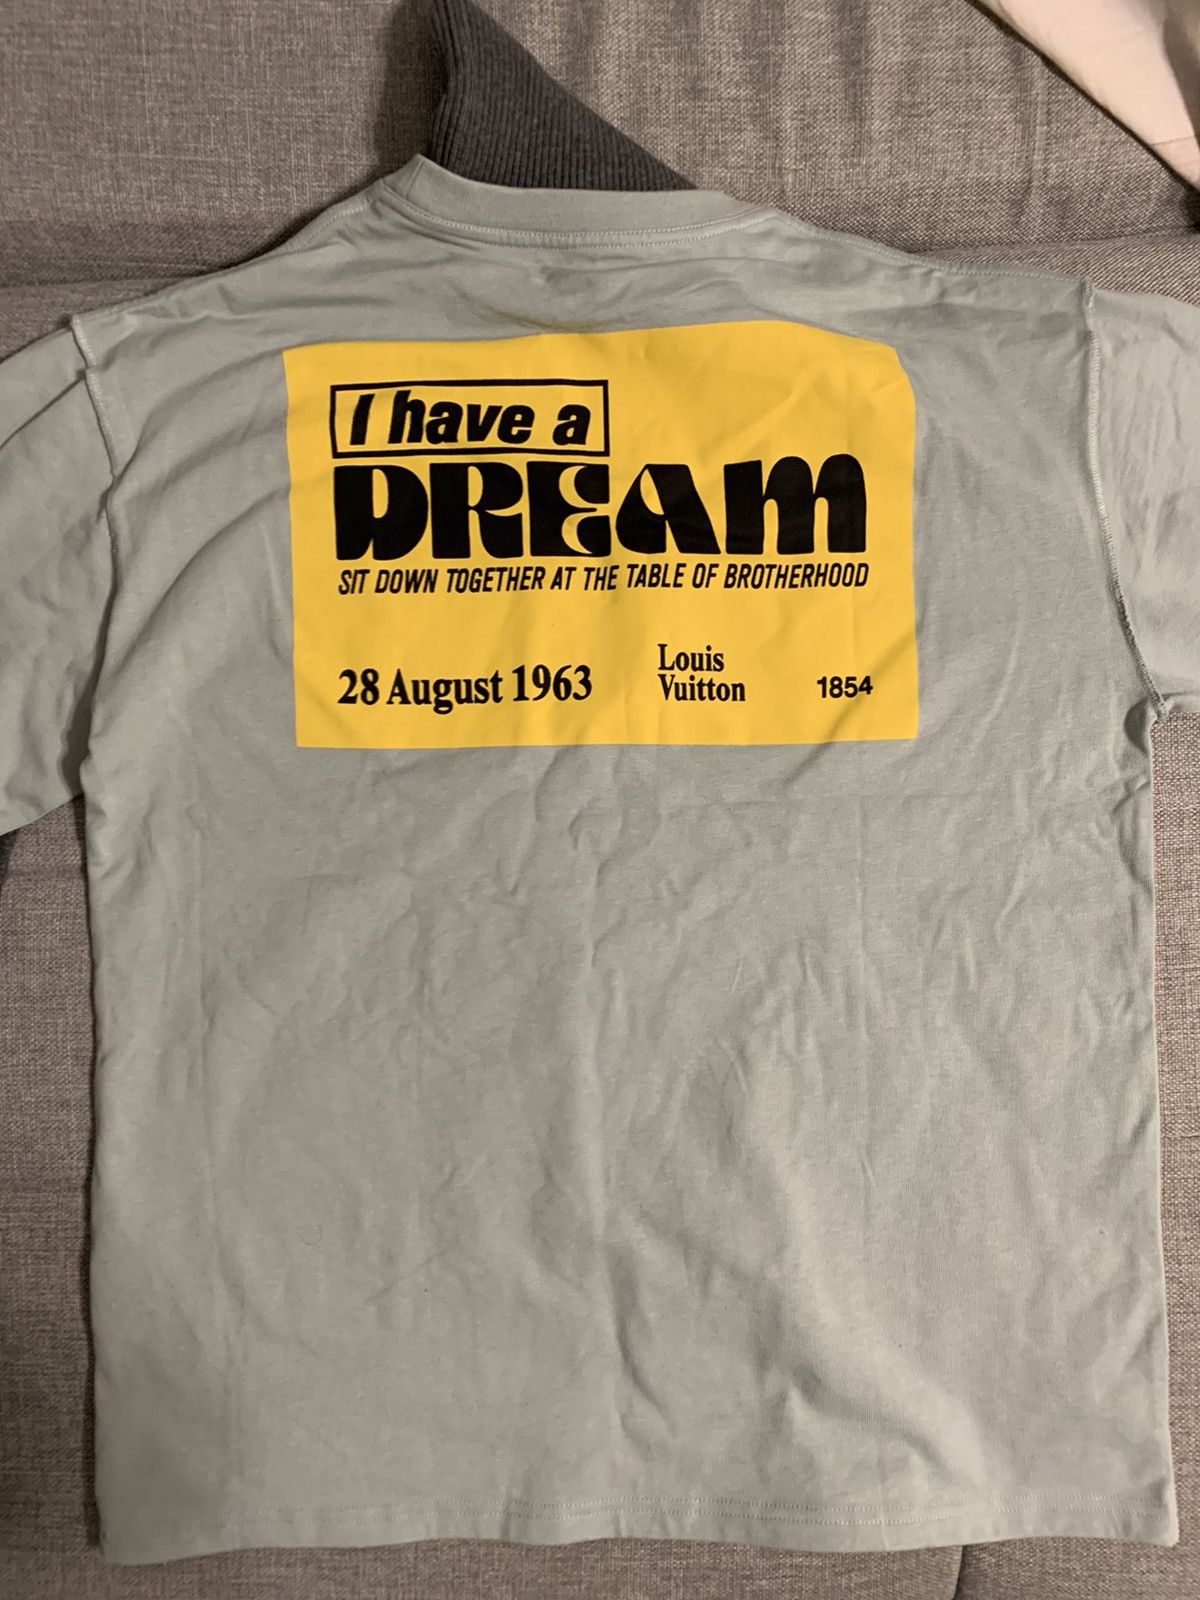 I have a
DREAM
SIT DOWN TOGETHER AT THE TABLE OF BROTHERHOOD
28 August 1963
Louis
Vuitton
1854